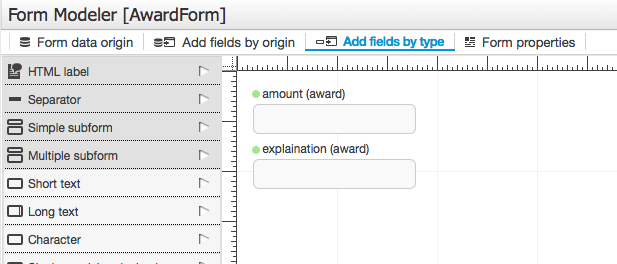 Form Modeler [AwardForm]
Form data origin Add fields by origin Add fields by type Form properties
HTML label
Separator
Simple subform
Multiple subform
Short text
Long text
Character
amount (award)
explaination (award)